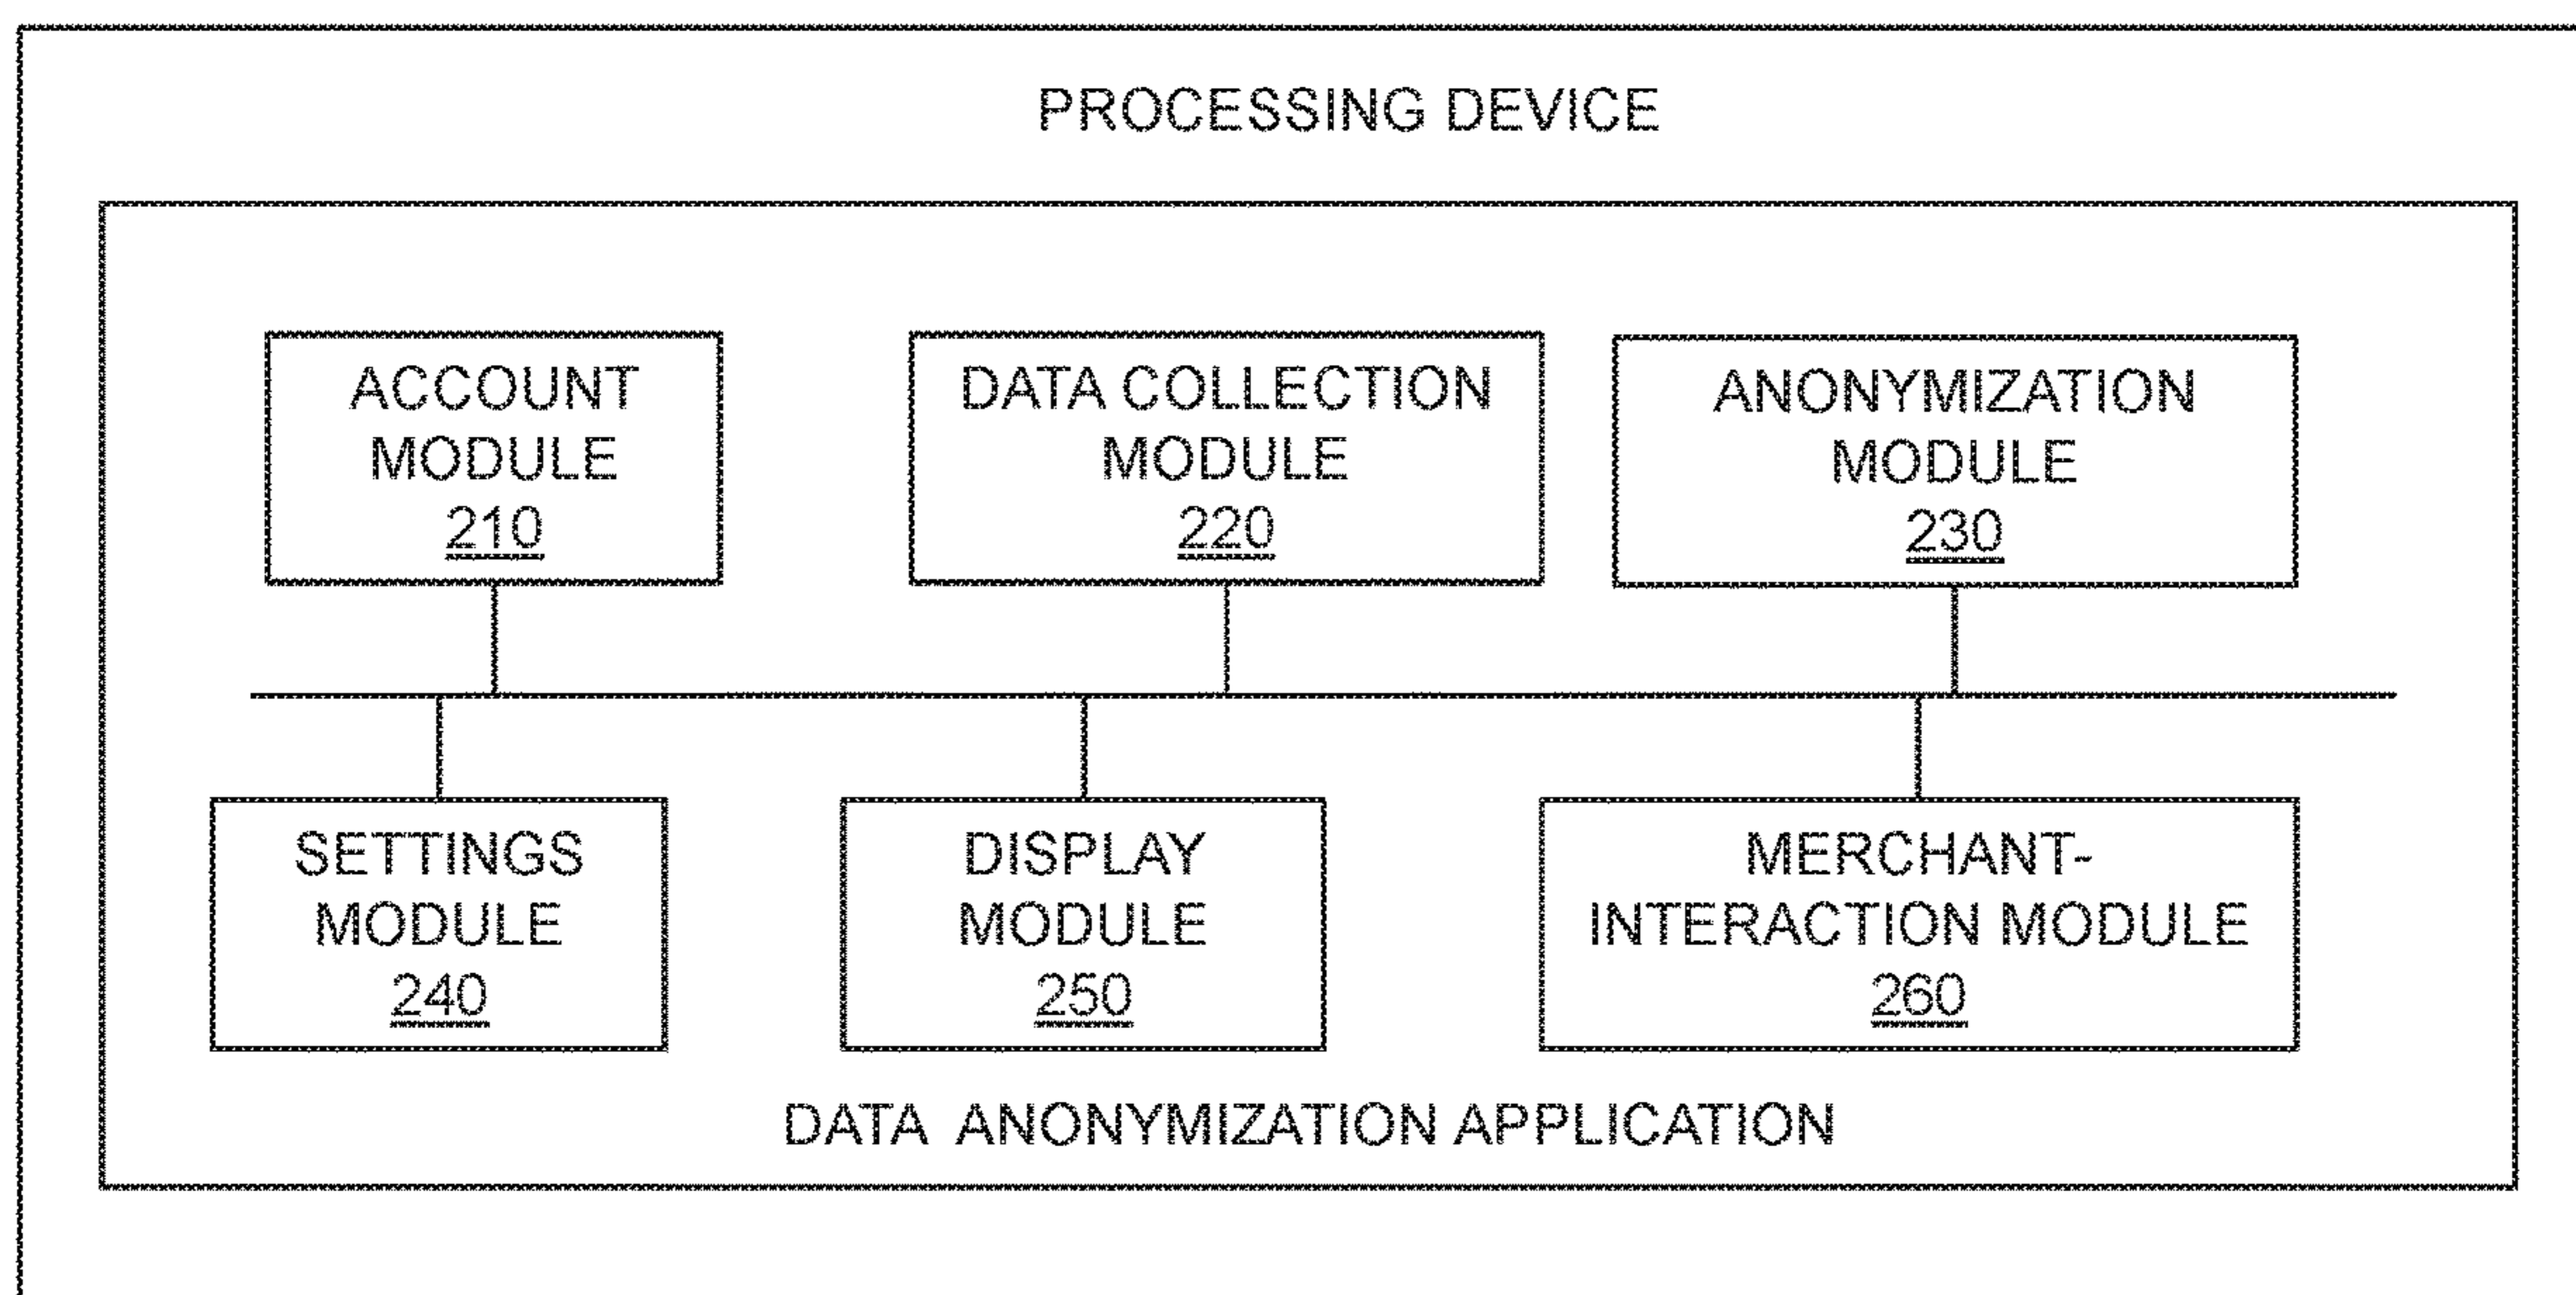 PROCESSING DEVICE
ACCOUNT
MODULE
210
DATA COLLECTION
MODULE
220
ANONYMIZATION
MODULE
230
SETTINGS
MODULE
240
DISPLAY
MODULE
250
MERCHANT-
INTERACTION MODULE
260
DATA ANONYMIZATION APPLICATION